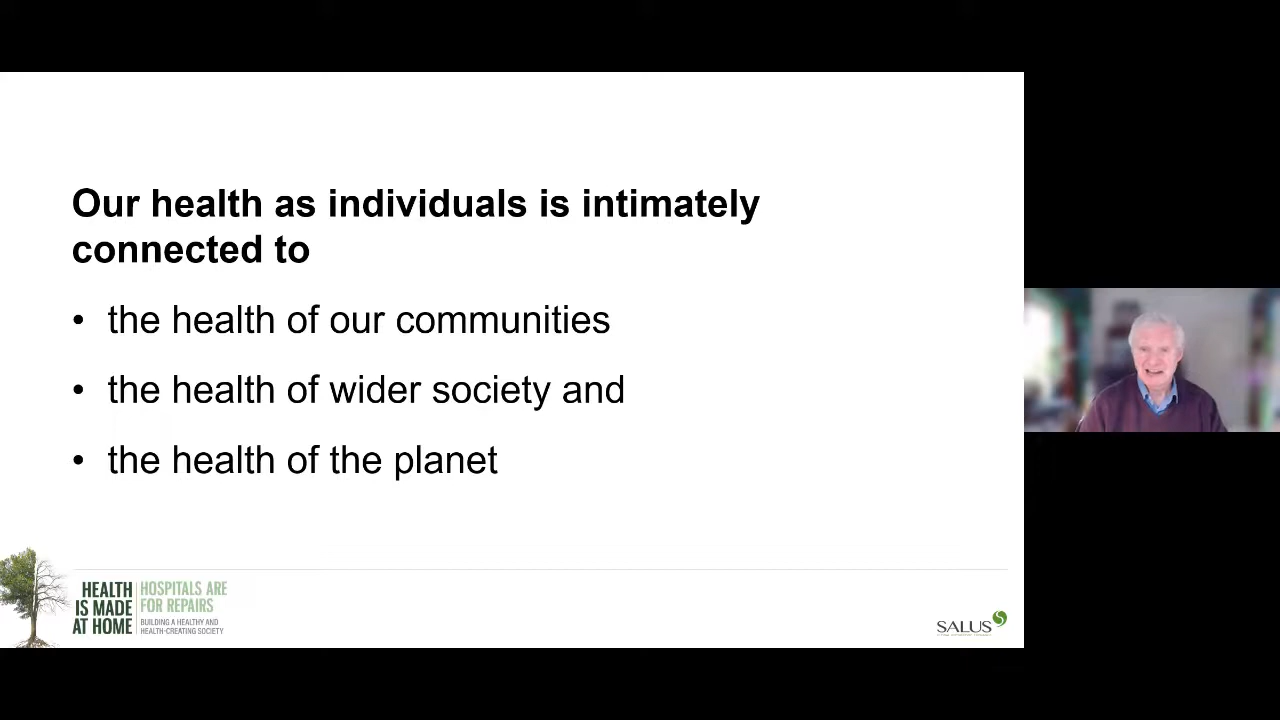 Our health as individuals is intimately
connected to
• the health of our communities
• the health of wider society and
• the health of the planet
HEALTH
IS MADE
AT HOME
HOSPITALS ARE
FOR REPAIRS
BUILDING A HEALTHY AND
HEALTH-CREATING SOCIETY
SALUS